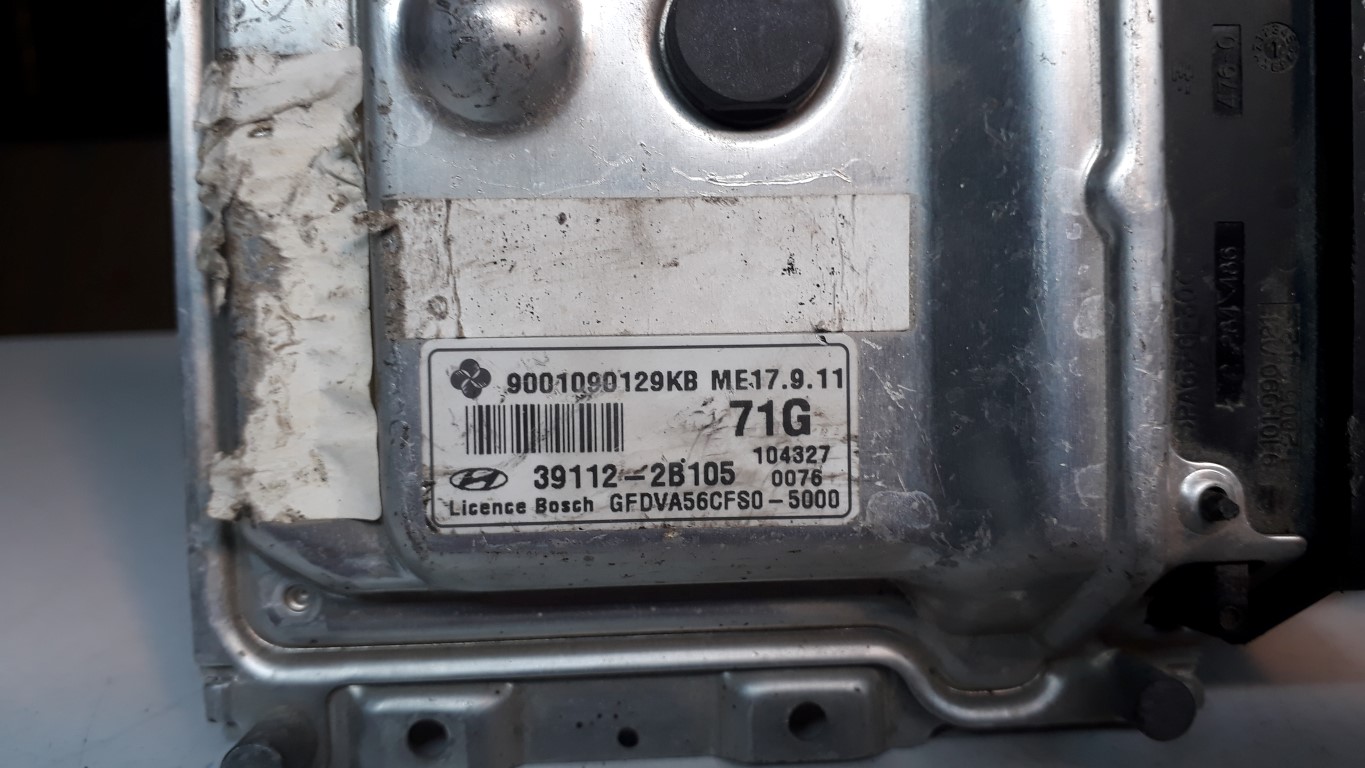 9001090129KB ME17.9.11
71G
104327
39112-2B105
0076
Licence Bosch GFDVA56CFS0-5000